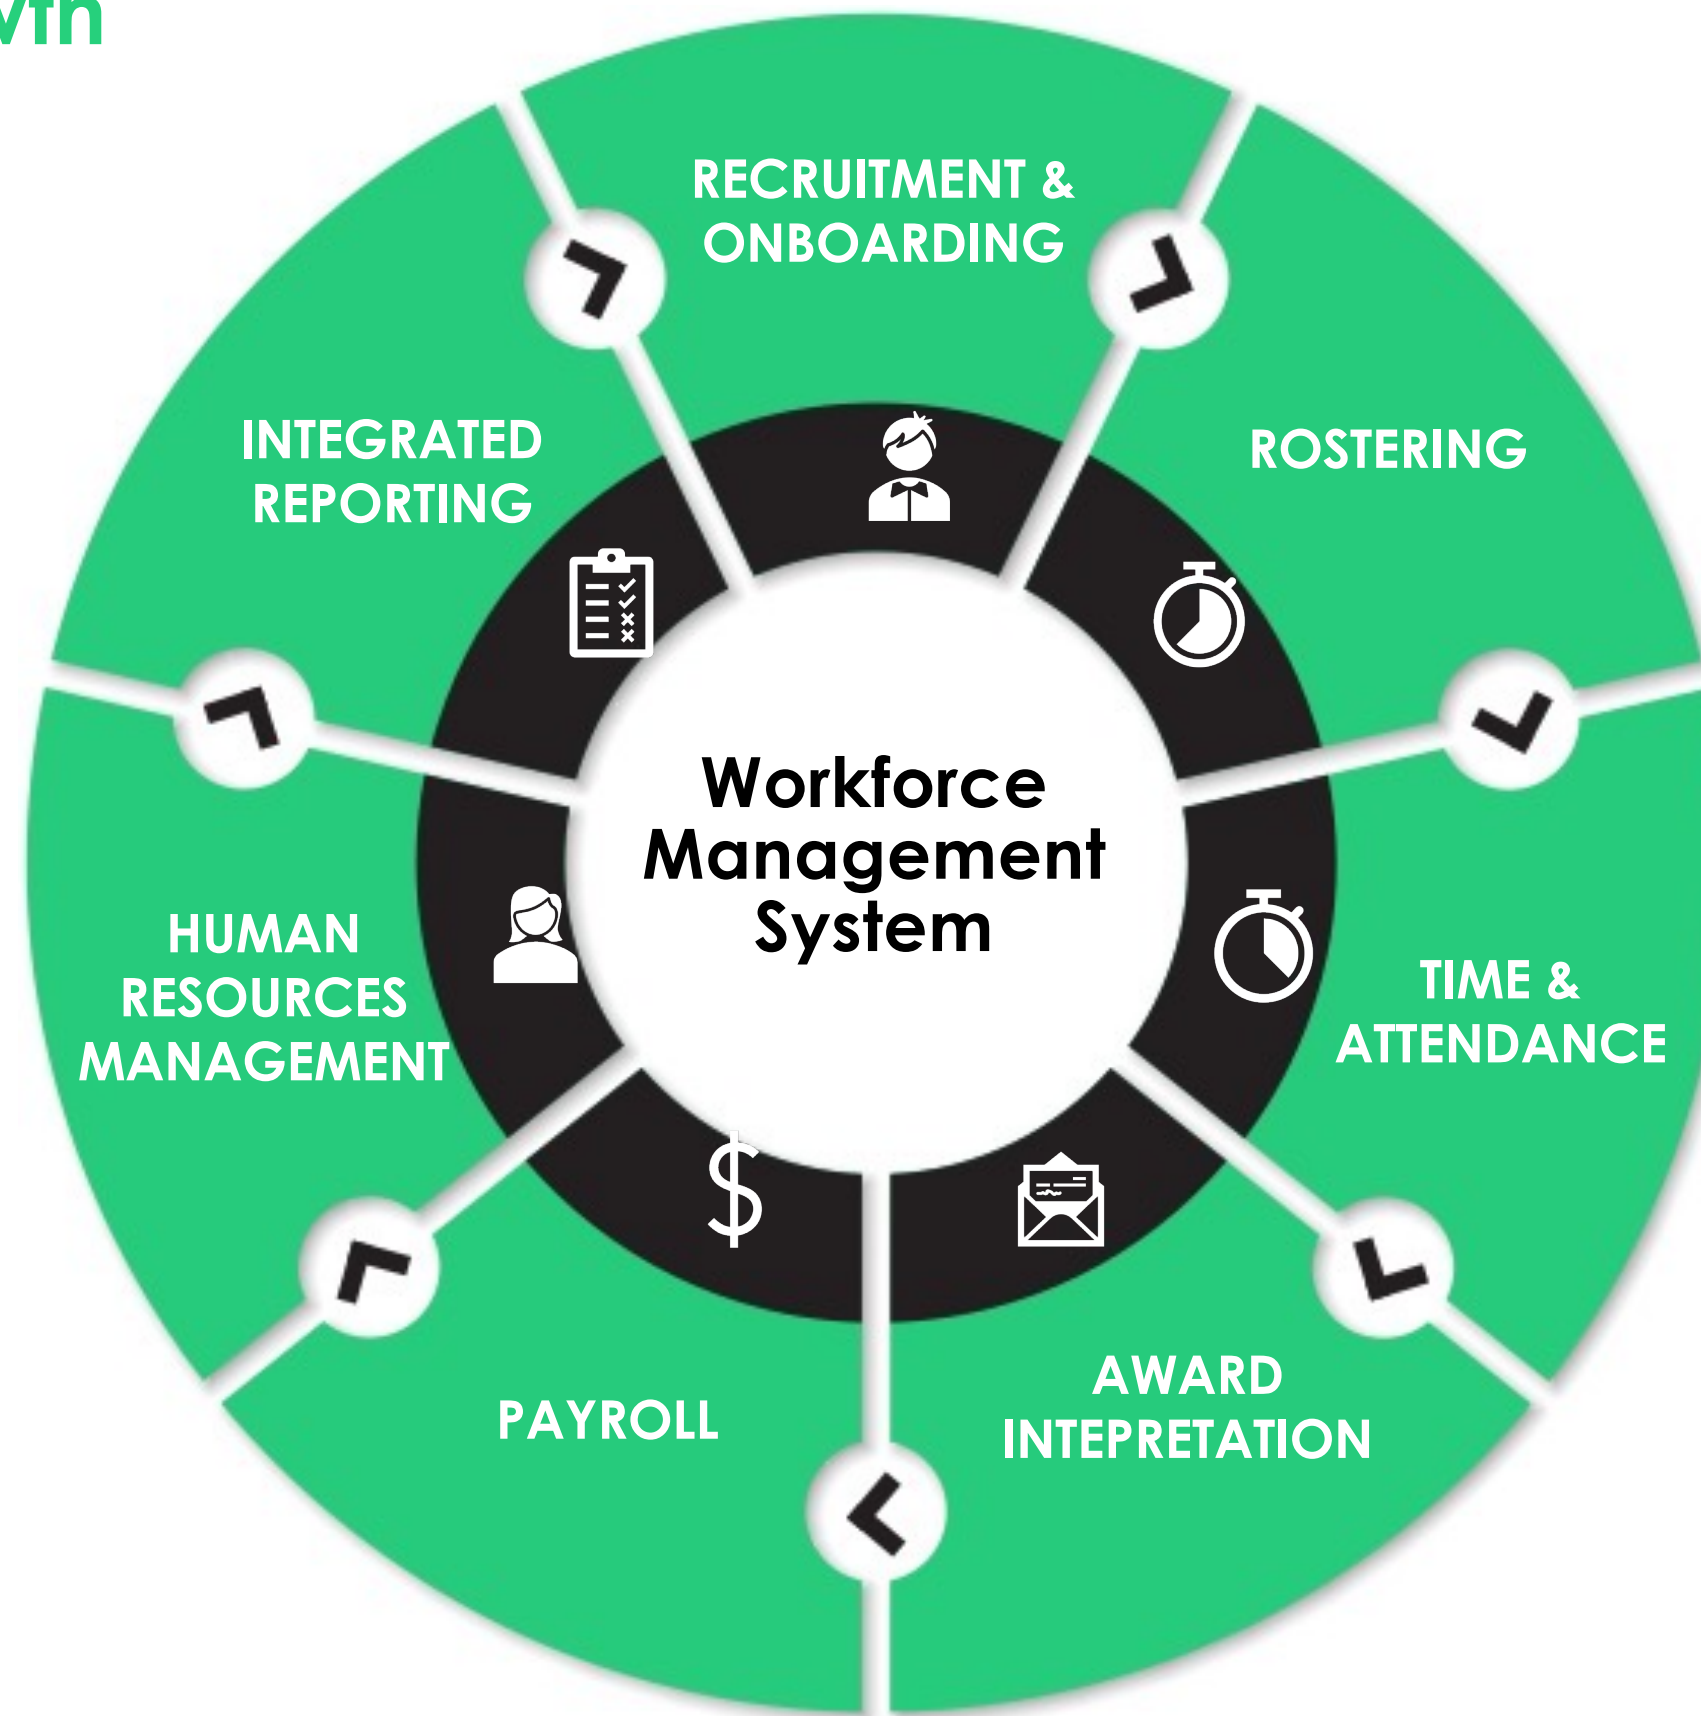 RECRUITMENT &
ONBOARDING
ROSTERING
TIME &
ATTENDANCE
AWARD
INTEPRETATION
PAYROLL
HUMAN
RESOURCES
MANAGEMENT
INTEGRATED
REPORTING
Workforce
Management
System